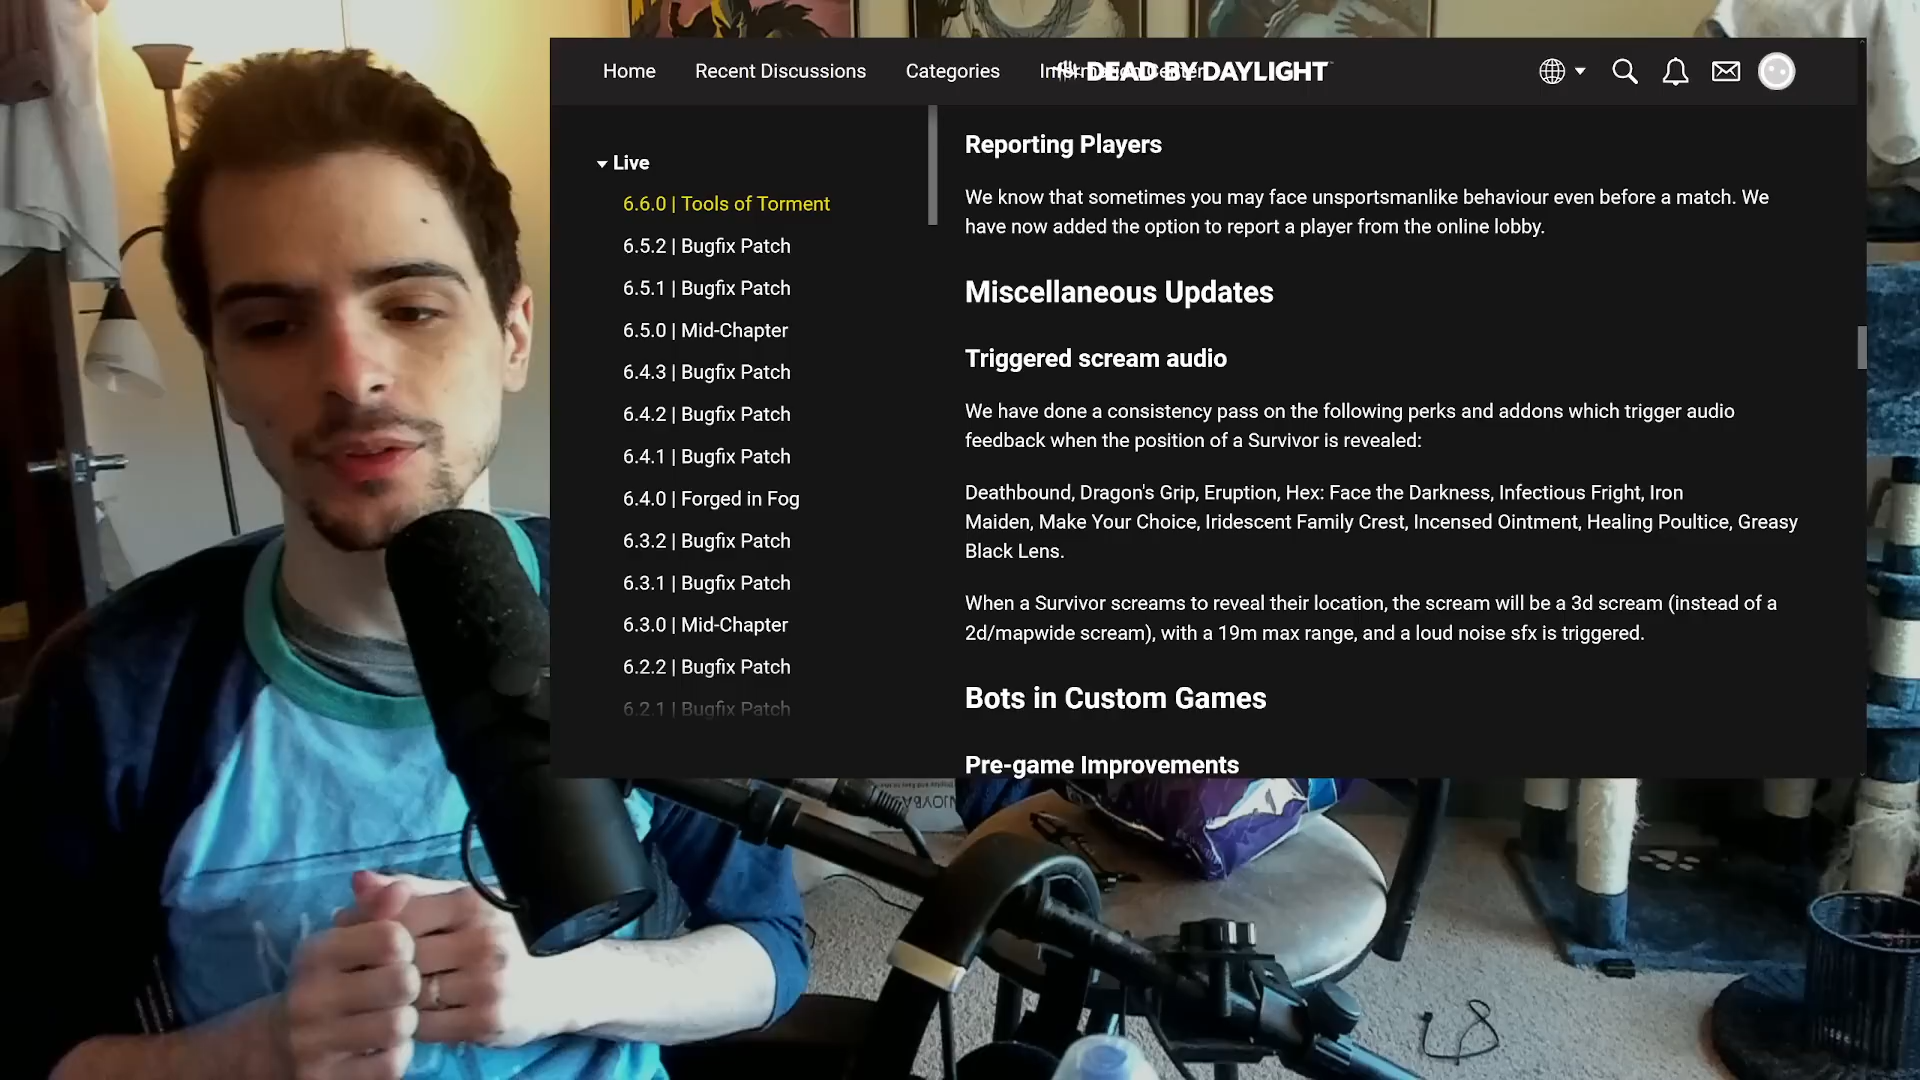 Home
Recent Discussions
Categories
Information Center
DEAD BY DAYLIGHT
Live
6.6.0 | Tools of Torment
6.5.2 | Bugfix Patch
6.5.1 | Bugfix Patch
6.5.0 | Mid-Chapter
6.4.3 | Bugfix Patch
6.4.2 | Bugfix Patch
6.4.1 | Bugfix Patch
6.4.0 | Forged in Fog
6.3.2 | Bugfix Patch
6.3.1 | Bugfix Patch
6.3.0 | Mid-Chapter
6.2.2 | Bugfix Patch
6.2.1 | Bugfix Patch
Reporting Players
We know that sometimes you may face unsportsmanlike behaviour even before a match. We
have now added the option to report a player from the online lobby.
Miscellaneous Updates
Triggered scream audio
We have done a consistency pass on the following perks and addons which trigger audio
feedback when the position of a Survivor is revealed:
Deathbound, Dragon's Grip, Eruption, Hex: Face the Darkness, Infectious Fright, Iron
Maiden, Make Your Choice, Iridescent Family Crest, Incensed Ointment, Healing Poultice, Greasy
Black Lens.
When a Survivor screams to reveal their location, the scream will be a 3d scream (instead of a
2d/mapwide scream), with a 19m max range, and a loud noise sfx is triggered.
Bots in Custom Games
Pre-game Improvements